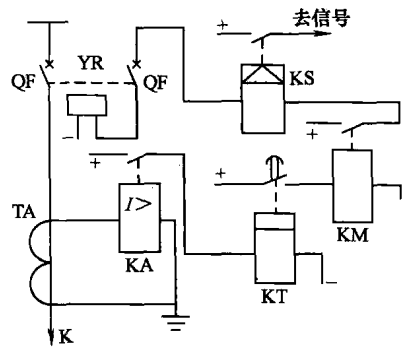 + 去信号
QF YR QF KS
−
+
+ +
TA I> KA KM
KT −
K